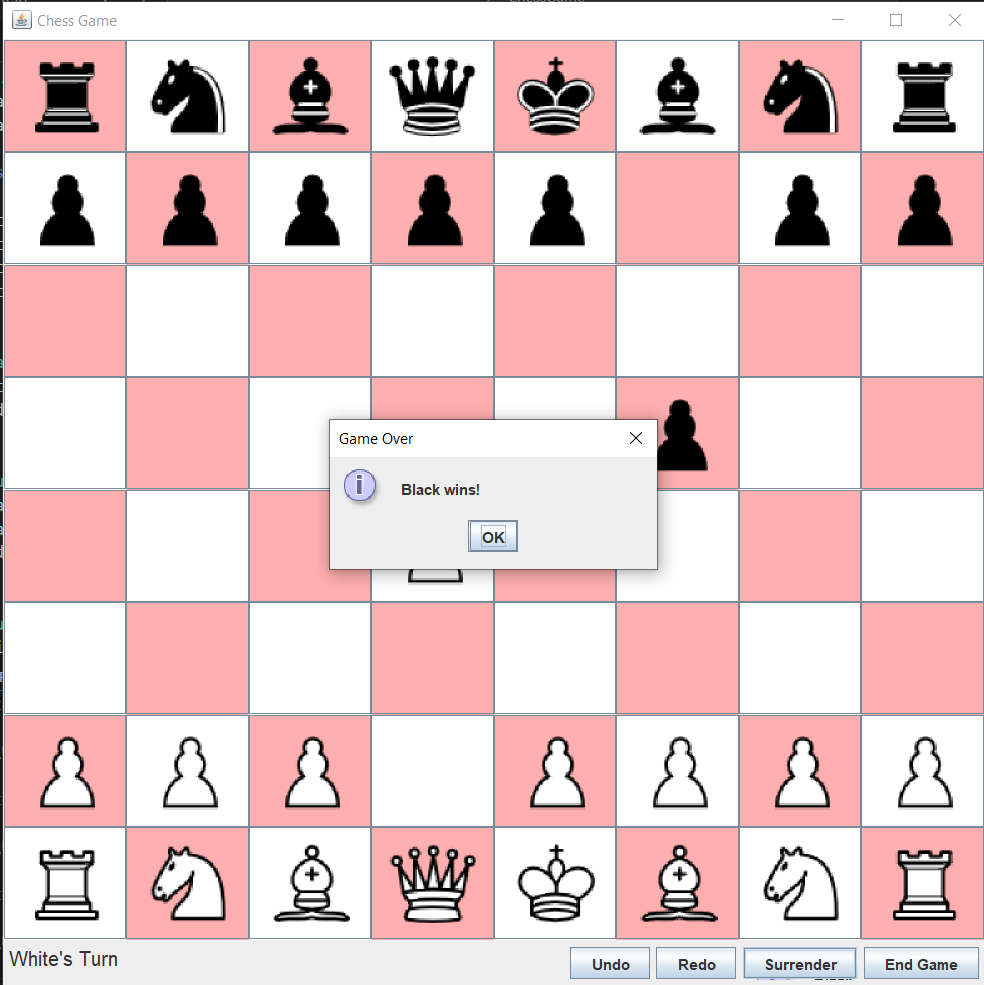 Chess Game
Game Over
i
Black wins!
OK
White's Turn
Undo
Redo
Surrender
End Game